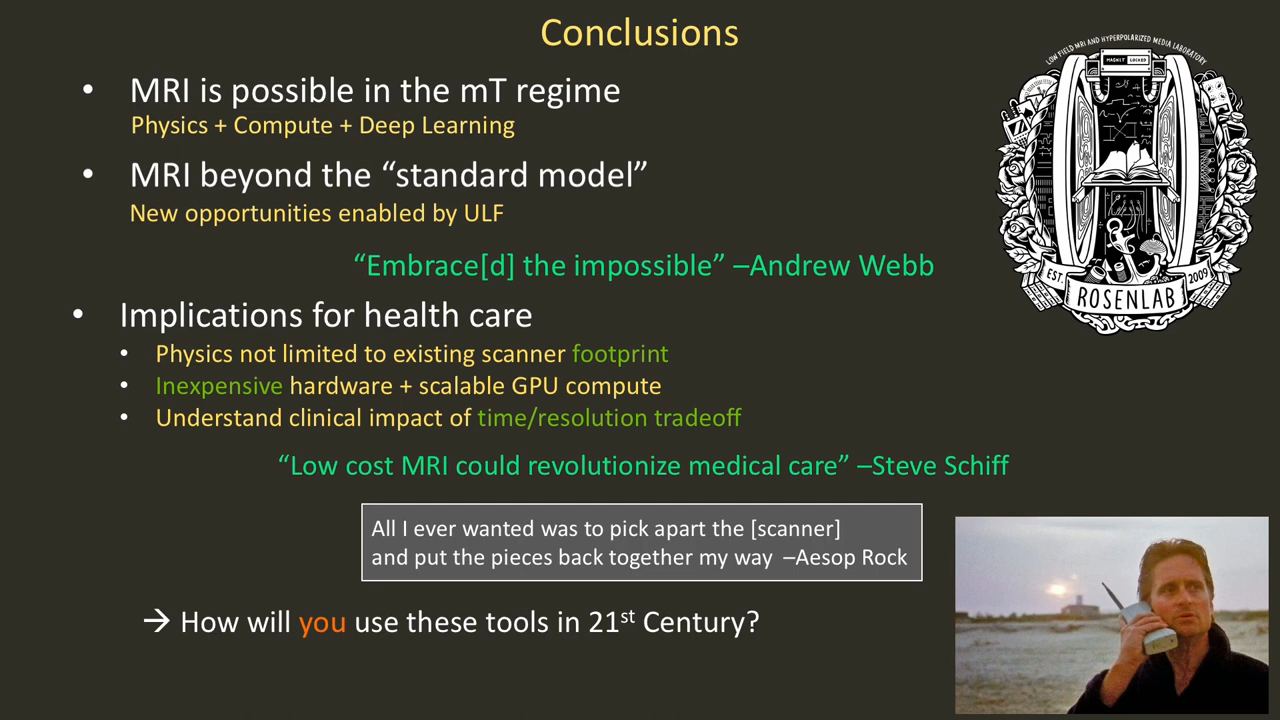 Conclusions
• MRI is possible in the mT regime
Physics + Compute + Deep Learning
• MRI beyond the “standard model”
New opportunities enabled by ULF
“Embrace[d] the impossible” –Andrew Webb
• Implications for health care
• Physics not limited to existing scanner footprint
• Inexpensive hardware + scalable GPU compute
• Understand clinical impact of time/resolution tradeoff
“Low cost MRI could revolutionize medical care” –Steve Schiff
All I ever wanted was to pick apart the [scanner]
and put the pieces back together my way –Aesop Rock
→ How will you use these tools in 21st Century?
LOW FIELD MRI AND HYPERPOLARIZED MEDIA LABORATORY
MAGNET LOCKED
EST. 2009
ROSENLAB